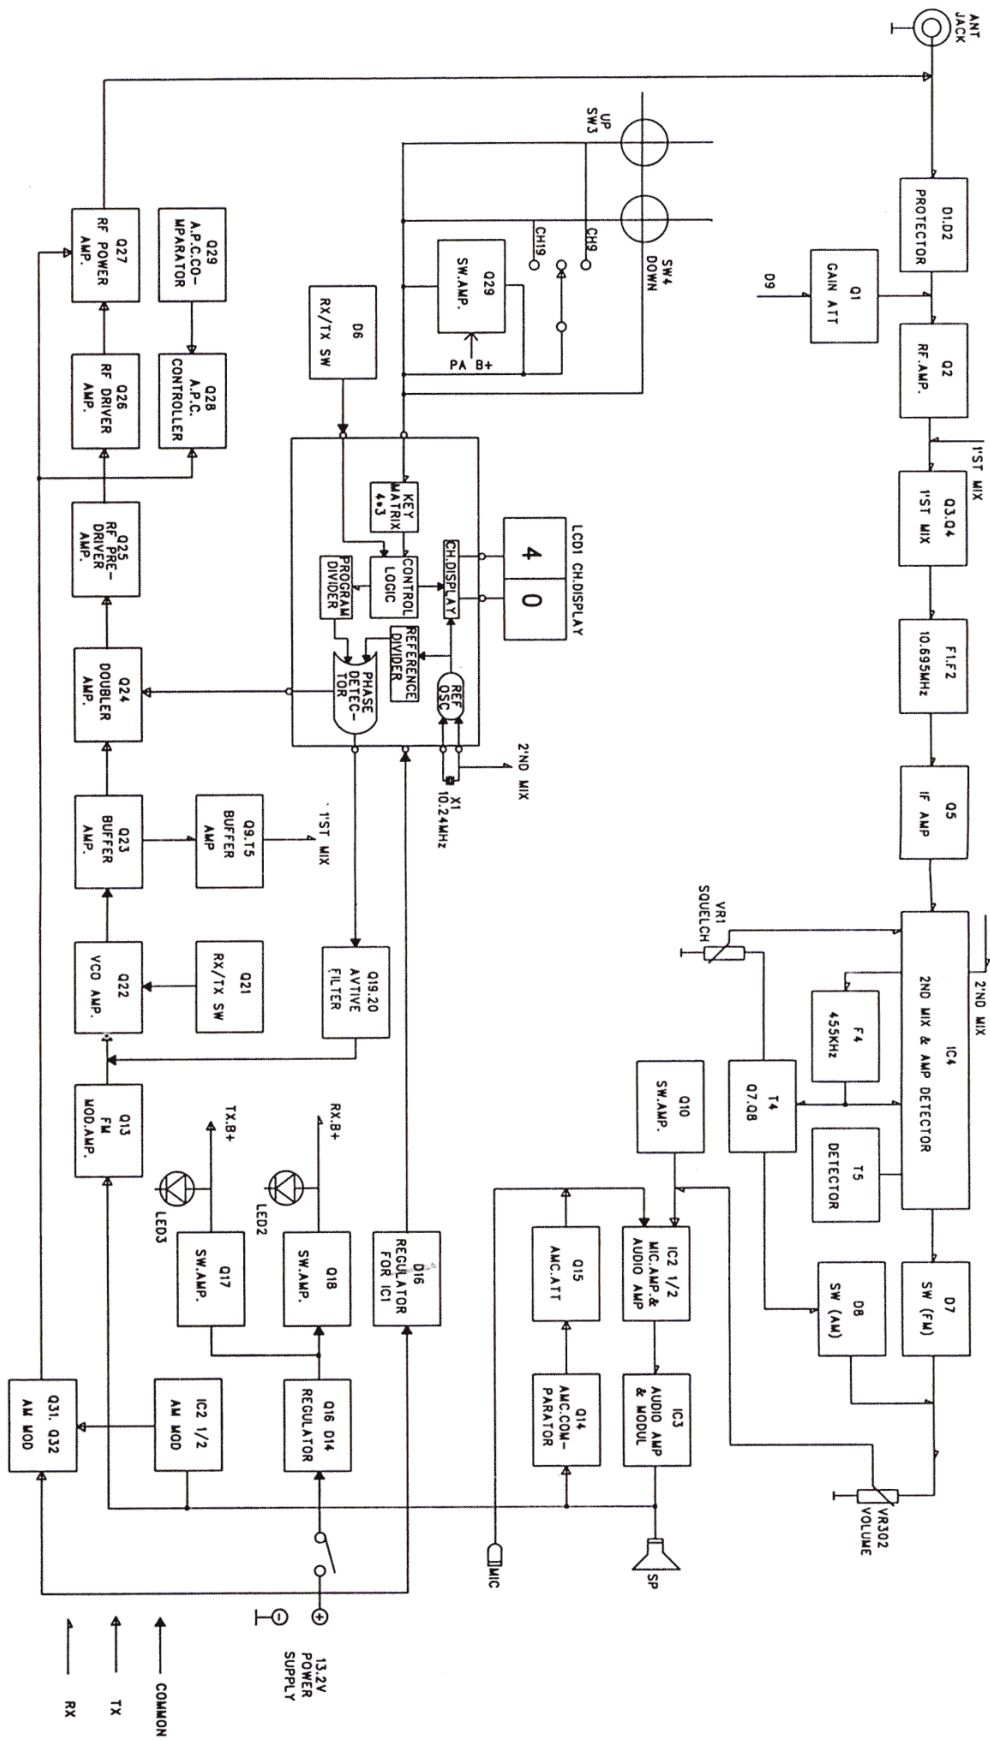 ANT
JACK
D1.D2
PROTECTOR
Q1
GAIN ATT
D9
Q2
RF.AMP.
1'ST MIX
Q3.Q4
1'ST MIX
F1.F2
10.695MHz
Q5
IF AMP
2'ND MIX
IC4
2ND MIX & AMP DETECTOR
VR1
SQUELCH
F4
455KHz
T4
Q7.Q8
T5
DETECTOR
D7
SW (FM)
D8
SW (AM)
VR302
VOLUME
UP
SW3
SW4
DOWN
CH9
CH19
Q29
SW.AMP.
PA B+
D6
RX/TX SW
LCD1 CH.DISPLAY
4 0
KEY
MATRIX
4*3
CONTROL
LOGIC
CH.DISPLAY
PROGRAM
DIVIDER
REFERENCE
DIVIDER
PHASE
DETEC-
TOR
REF
OSC
X1
10.24MHz
2'ND MIX
Q10
SW.AMP.
IC2 1/2
MIC.AMP.&
AUDIO AMP
IC3
AUDIO AMP
& MODUL
Q15
AMC.ATT
Q14
AMC.COM-
PARATOR
SP
MIC
Q29
A.P.C.CO-
MPARATOR
Q28
A.P.C.
CONTROLLER
Q27
RF POWER
AMP.
Q26
RF DRIVER
AMP.
Q25
RF PRE-
DRIVER
AMP.
Q24
DOUBLER
AMP.
Q23
BUFFER
AMP.
Q9.T5
BUFFER
AMP
1'ST MIX
Q22
VCO AMP.
Q21
RX/TX SW
Q19.20
AVTIVE
FILTER
Q13
FM
MOD.AMP.
RX.B+
TX.B+
LED2
LED3
Q18
SW.AMP.
Q17
SW.AMP.
D16
REGULATOR
FOR IC1
Q16 D14
REGULATOR
IC2 1/2
AM MOD
Q31. Q32
AM MOD
+
-
13.2V
POWER
SUPPLY
COMMON
TX
RX